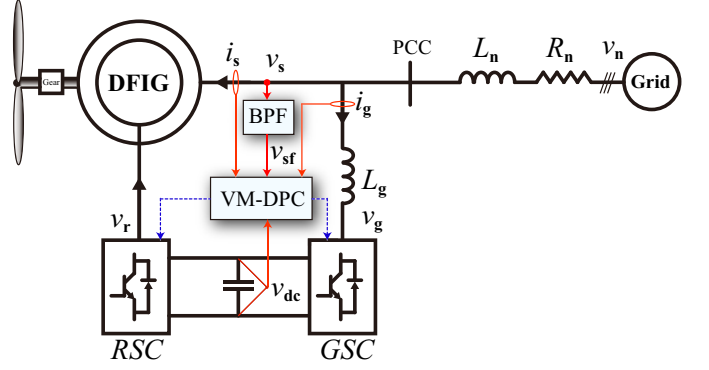 i_s
v_s
PCC
L_n
R_n
v_n
Gear
DFIG
BPF
i_g
Grid
v_sf
VM-DPC
L_g
v_r
v_g
v_dc
RSC
GSC